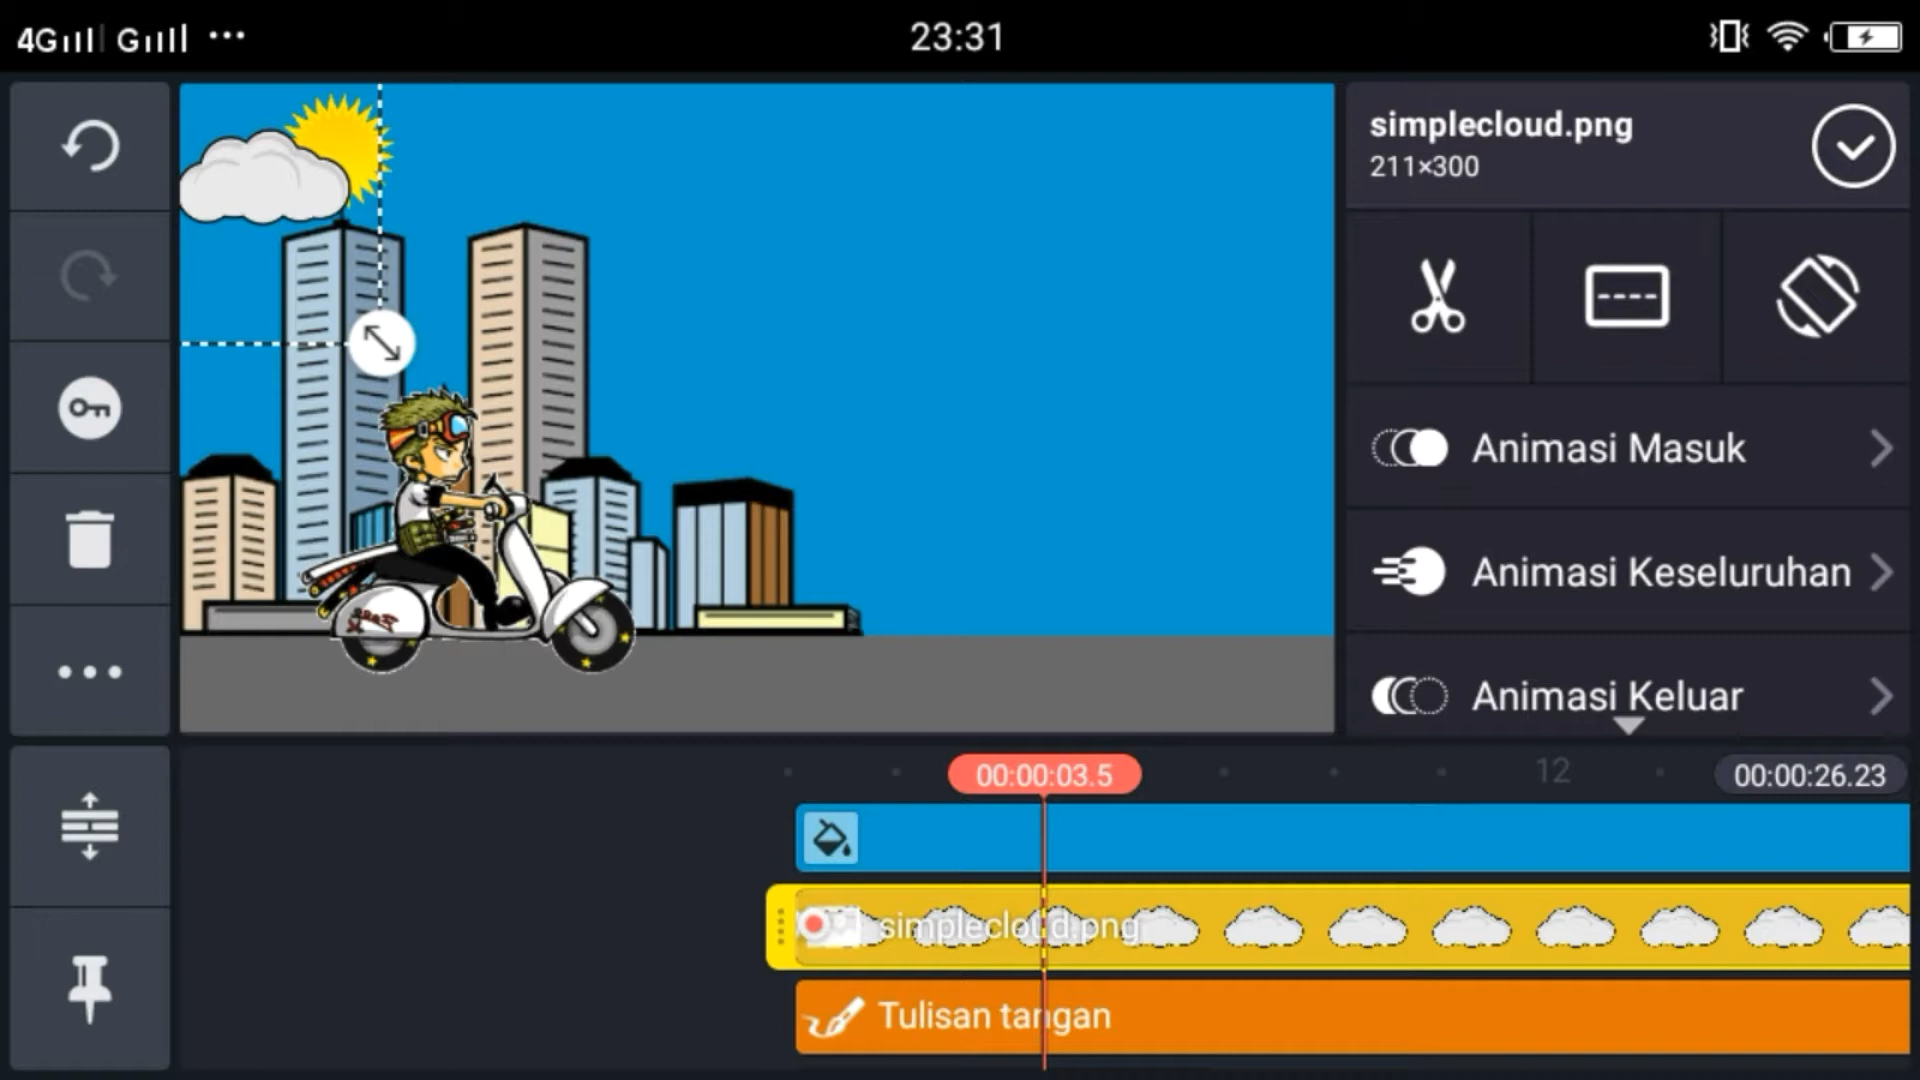 4G G ...
23:31
simplecloud.png
211×300
Animasi Masuk
Animasi Keseluruhan
Animasi Keluar
00:00:03.5
12
00:00:26.23
simplecloud.png
Tulisan tangan